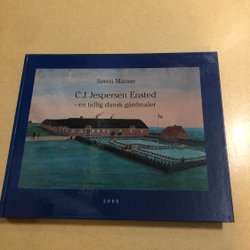 Søren Manøe
C.J. Jespersen Ensted
- en tidlig dansk gårdmaler
2000